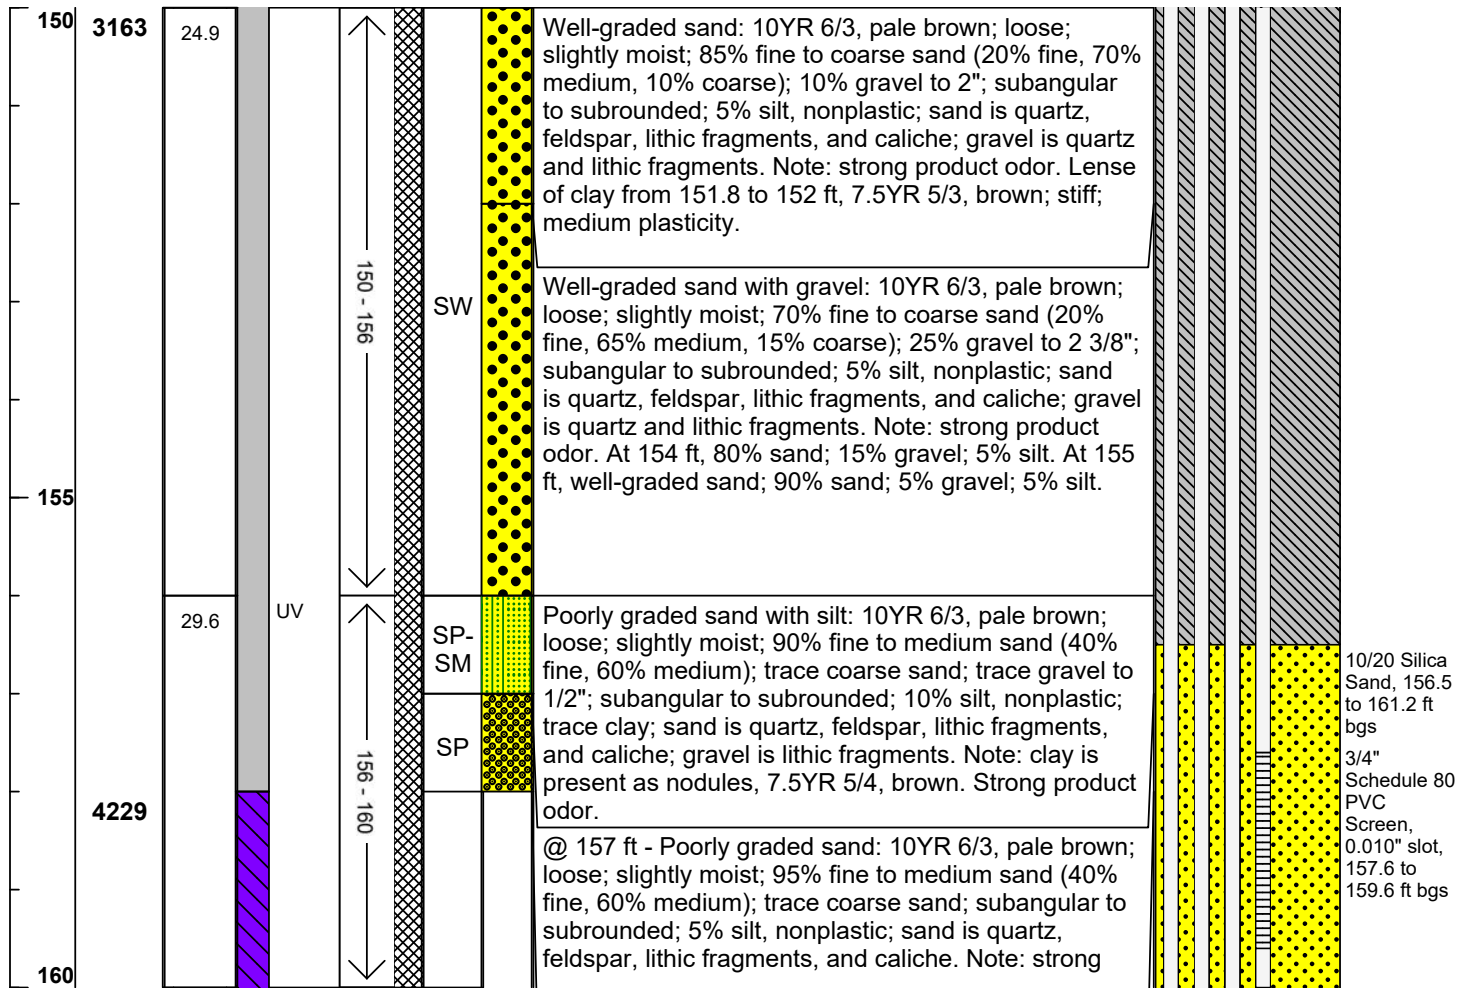 150
3163
24.9
150 - 156
Well-graded sand: 10YR 6/3, pale brown; loose;
slightly moist; 85% fine to coarse sand (20% fine, 70%
medium, 10% coarse); 10% gravel to 2"; subangular
to subrounded; 5% silt, nonplastic; sand is quartz,
feldspar, lithic fragments, and caliche; gravel is quartz
and lithic fragments. Note: strong product odor. Lense
of clay from 151.8 to 152 ft, 7.5YR 5/3, brown; stiff;
medium plasticity.
SW
Well-graded sand with gravel: 10YR 6/3, pale brown;
loose; slightly moist; 70% fine to coarse sand (20%
fine, 65% medium, 15% coarse); 25% gravel to 2 3/8";
subangular to subrounded; 5% silt, nonplastic; sand
is quartz, feldspar, lithic fragments, and caliche; gravel
is quartz and lithic fragments. Note: strong product
odor. At 154 ft, 80% sand; 15% gravel; 5% silt. At 155
ft, well-graded sand; 90% sand; 5% gravel; 5% silt.
155
29.6
UV
156 - 160
SP-
SM
Poorly graded sand with silt: 10YR 6/3, pale brown;
loose; slightly moist; 90% fine to medium sand (40%
fine, 60% medium); trace coarse sand; trace gravel to
1/2"; subangular to subrounded; 10% silt, nonplastic;
trace clay; sand is quartz, feldspar, lithic fragments,
and caliche; gravel is lithic fragments. Note: clay is
present as nodules, 7.5YR 5/4, brown. Strong product
odor.
SP
4229
@ 157 ft - Poorly graded sand: 10YR 6/3, pale brown;
loose; slightly moist; 95% fine to medium sand (40%
fine, 60% medium); trace coarse sand; subangular to
subrounded; 5% silt, nonplastic; sand is quartz,
feldspar, lithic fragments, and caliche. Note: strong
10/20 Silica
Sand, 156.5
to 161.2 ft
bgs
3/4"
Schedule 80
PVC
Screen,
0.010" slot,
157.6 to
159.6 ft bgs
160